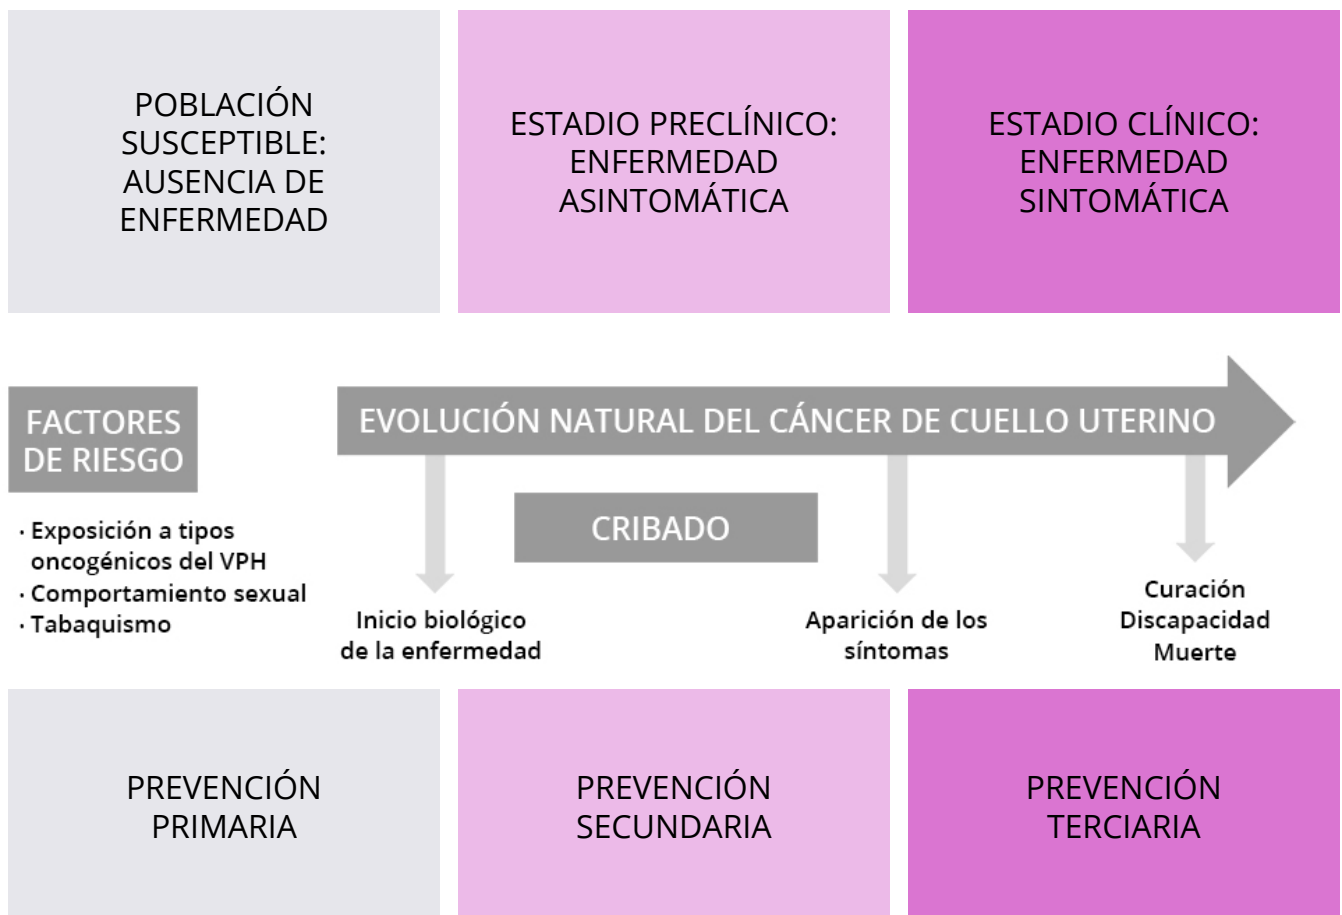 POBLACIÓN
SUSCEPTIBLE:
AUSENCIA DE
ENFERMEDAD
ESTADIO PRECLÍNICO:
ENFERMEDAD
ASINTOMÁTICA
ESTADIO CLÍNICO:
ENFERMEDAD
SINTOMÁTICA
FACTORES
DE RIESGO
EVOLUCIÓN NATURAL DEL CÁNCER DE CUELLO UTERINO
CRIBADO
· Exposición a tipos
oncogénicos del VPH
· Comportamiento sexual
· Tabaquismo
Inicio biológico
de la enfermedad
Aparición de los
síntomas
Curación
Discapacidad
Muerte
PREVENCIÓN
PRIMARIA
PREVENCIÓN
SECUNDARIA
PREVENCIÓN
TERCIARIA